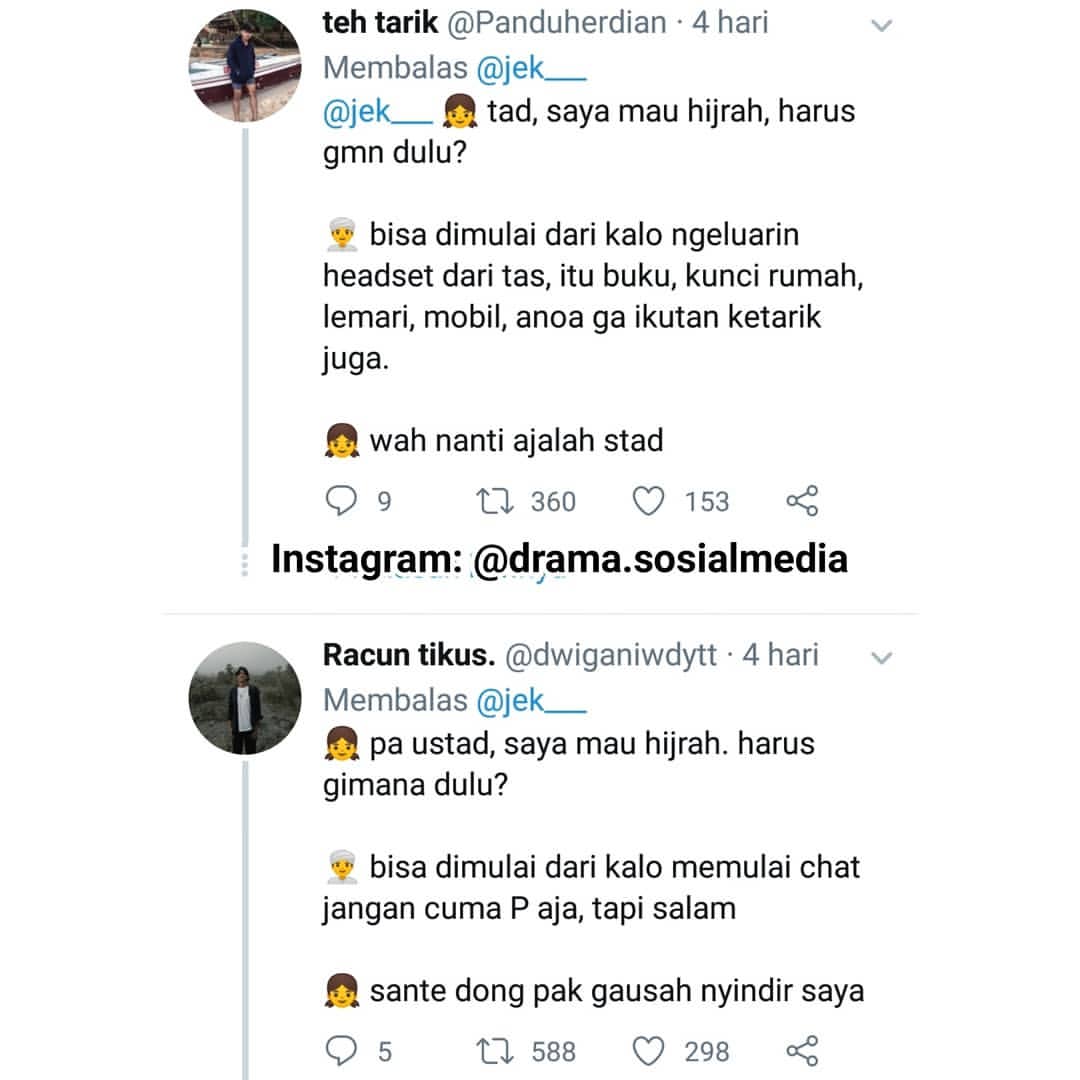 teh tarik @Panduherdian · 4 hari
Membalas @jek___
@jek___ 👧 tad, saya mau hijrah, harus
gmn dulu?
👳 bisa dimulai dari kalo ngeluarin
headset dari tas, itu buku, kunci rumah,
lemari, mobil, anoa ga ikutan ketarik
juga.
👧 wah nanti ajalah stad
9 360 153
Instagram: @drama.sosialmedia
Racun tikus. @dwiganiwdytt · 4 hari
Membalas @jek___
👧 pa ustad, saya mau hijrah. harus
gimana dulu?
👳 bisa dimulai dari kalo memulai chat
jangan cuma P aja, tapi salam
👧 sante dong pak gausah nyindir saya
5 588 298